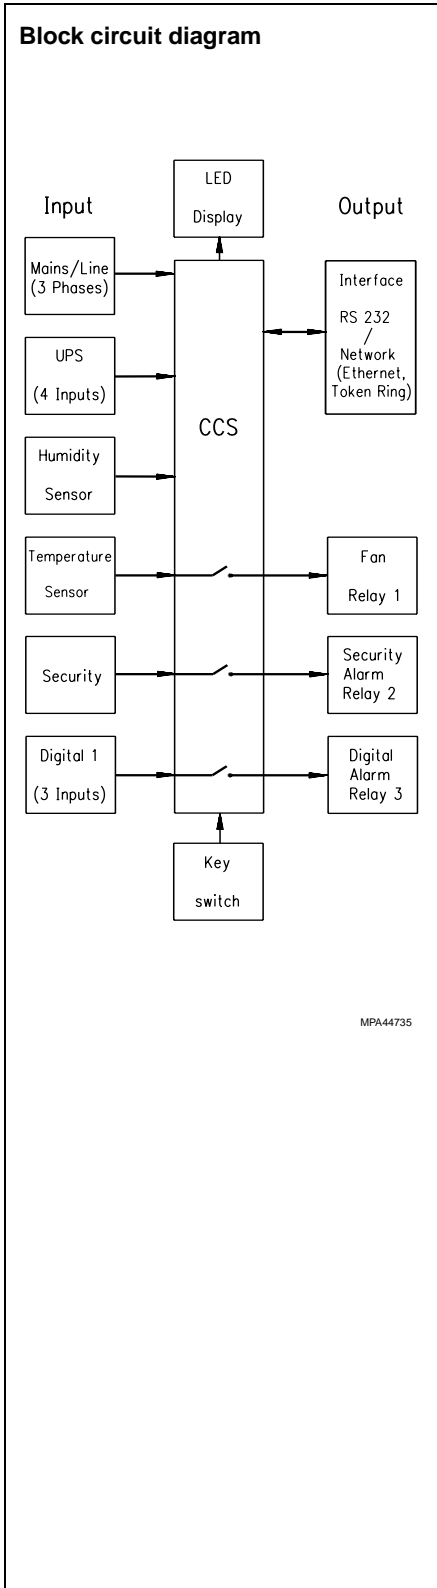 Block circuit diagram
LED
Display
Input
Output
Mains/Line
(3 Phases)
Interface
RS 232
/
Network
(Ethernet,
Token Ring)
UPS
(4 Inputs)
CCS
Humidity
Sensor
Temperature
Sensor
Fan
Relay 1
Security
Security
Alarm
Relay 2
Digital 1
(3 Inputs)
Digital
Alarm
Relay 3
Key
switch
MPA44735